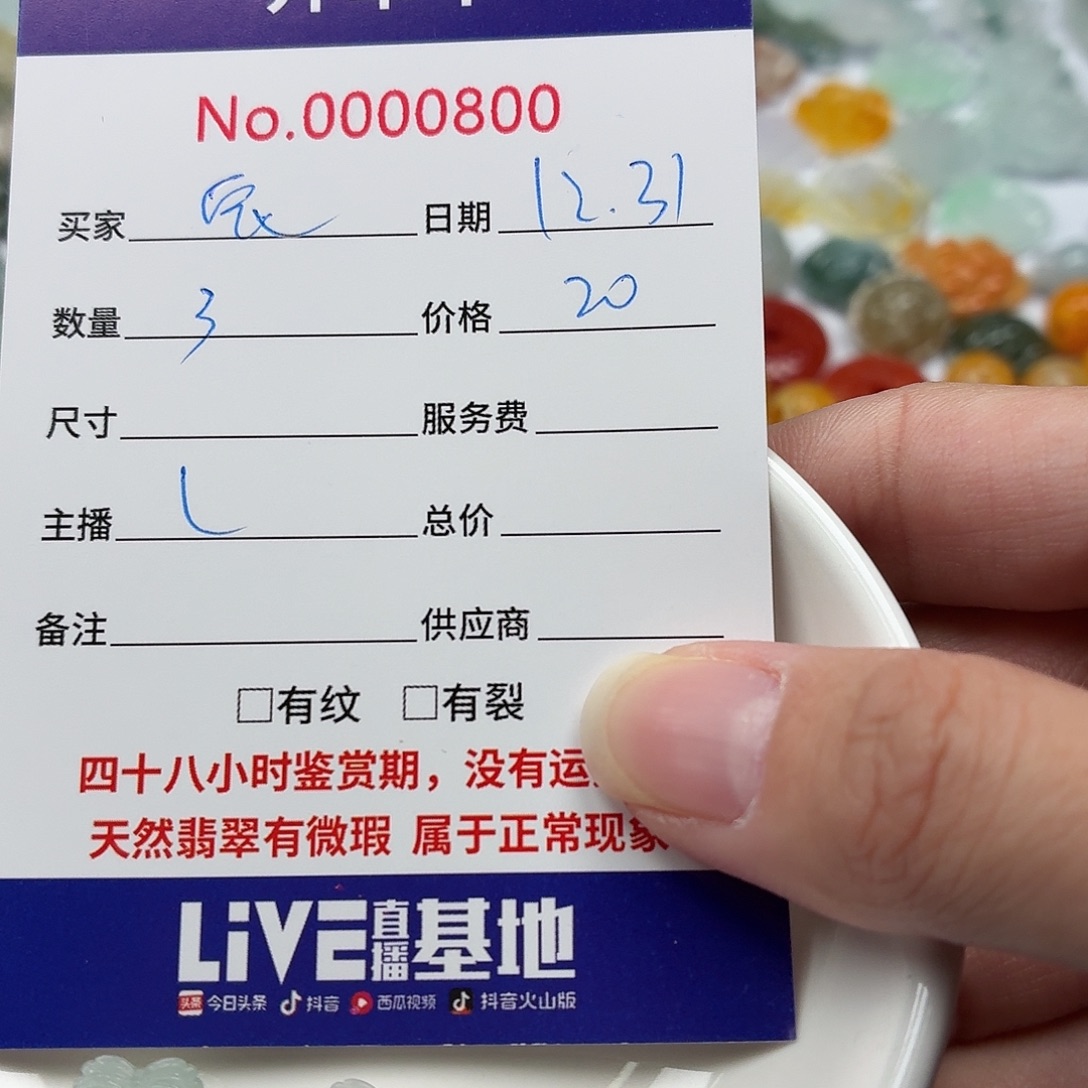 No.0000800
买家 日期 12.31
数量 3 价格 20
尺寸 服务费
主播 L 总价
备注 供应商
□有纹 □有裂
四十八小时鉴赏期，没有运
天然翡翠有微瑕 属于正常现象
LiVE直播基地
头条 今日头条 抖音 西瓜视频 抖音火山版